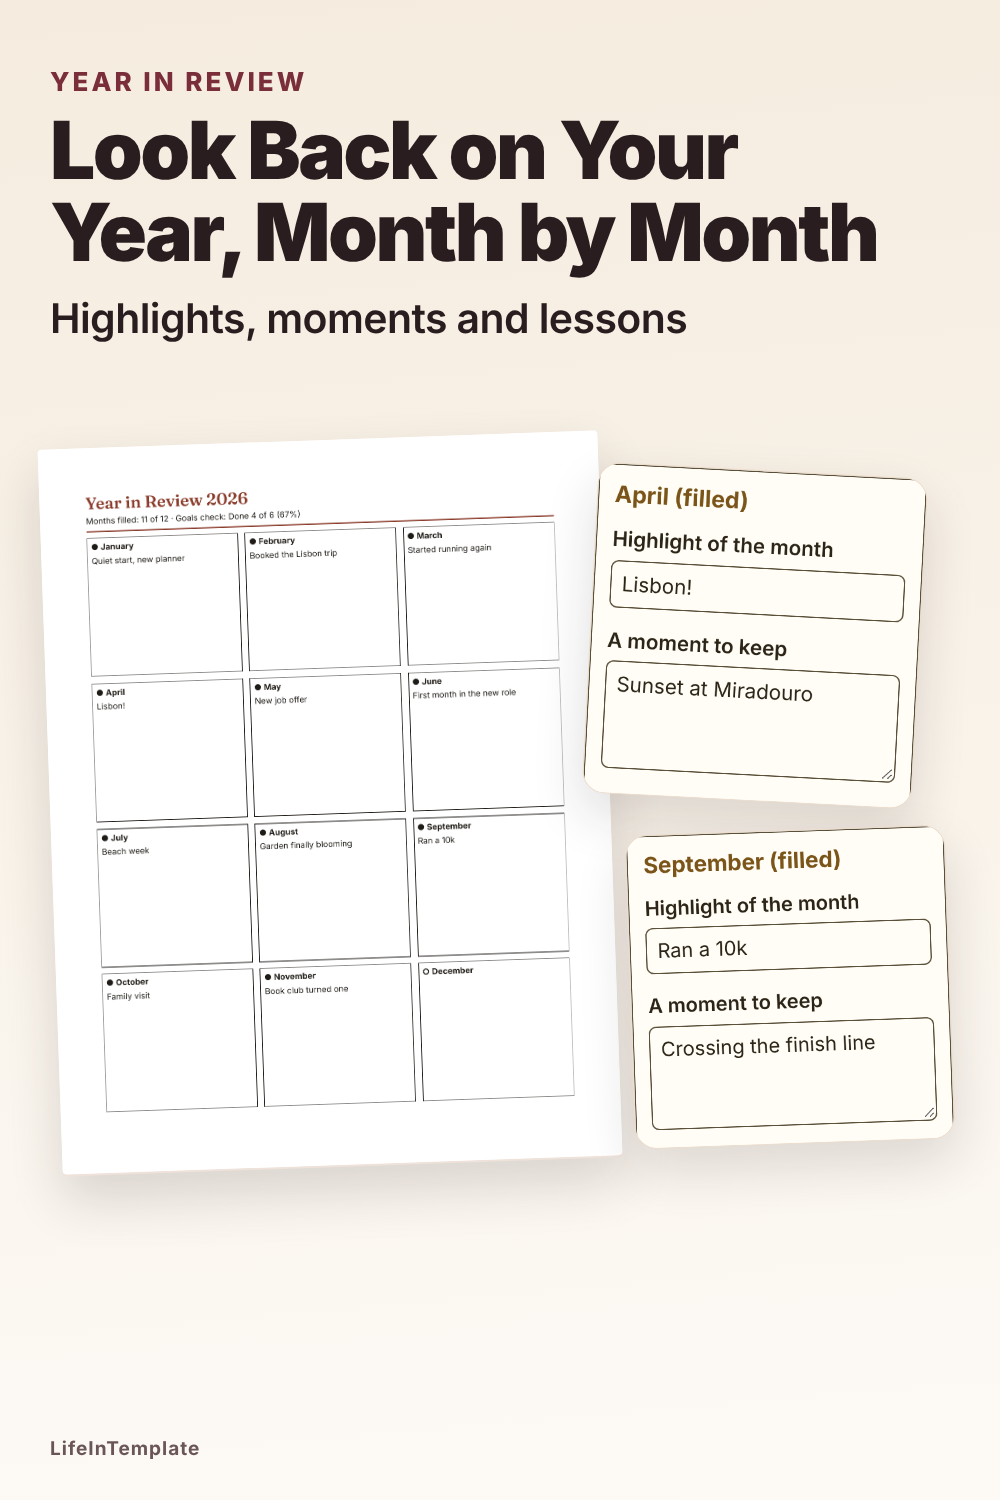 YEAR IN REVIEW
Look Back on Your
Year, Month by Month
Highlights, moments and lessons
Year in Review 2026
Months filled: 11 of 12 · Goals check: Done 4 of 6 (67%)
January
Quiet start, new planner
February
Booked the Lisbon trip
March
Started running again
April
Lisbon!
May
New job offer
June
First month in the new role
July
Beach week
August
Garden finally blooming
September
Ran a 10k
October
Family visit
November
Book club turned one
December
April (filled)
Highlight of the month
Lisbon!
A moment to keep
Sunset at Miradouro
September (filled)
Highlight of the month
Ran a 10k
A moment to keep
Crossing the finish line
LifeInTemplate